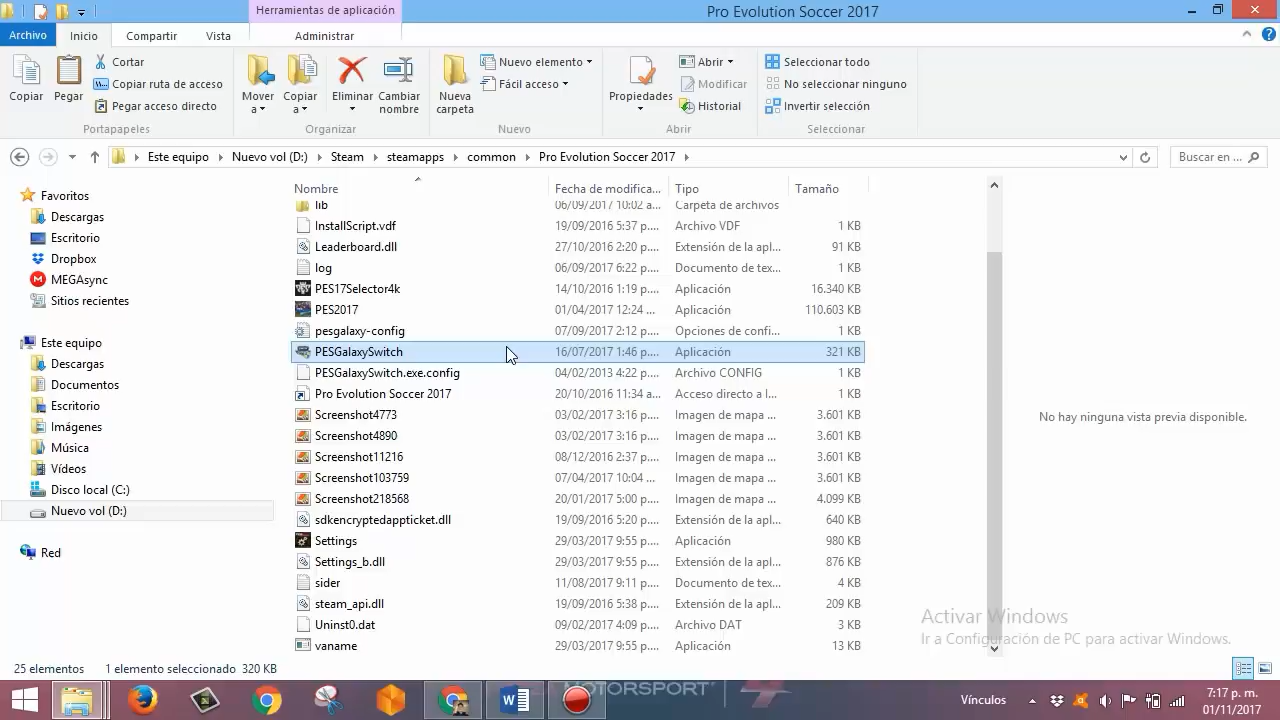 Herramientas de aplicación
Pro Evolution Soccer 2017
Archivo Inicio Compartir Vista Administrar
Copiar Pegar Cortar Copiar ruta de acceso Pegar acceso directo
Portapapeles
Mover a Copiar a Eliminar Cambiar nombre
Organizar
Nueva carpeta Nuevo elemento Fácil acceso
Nuevo
Propiedades Abrir Modificar Historial
Abrir
Seleccionar todo No seleccionar ninguno Invertir selección
Seleccionar
Este equipo Nuevo vol (D:) Steam steamapps common Pro Evolution Soccer 2017 Buscar en ...
Favoritos
Descargas
Escritorio
Dropbox
MEGAsync
Sitios recientes
Este equipo
Descargas
Documentos
Escritorio
Imágenes
Música
Vídeos
Disco local (C:)
Nuevo vol (D:)
Red
Nombre Fecha de modifica... Tipo Tamaño
lib 06/09/2017 10:02 a... Carpeta de archivos
InstallScript.vdf 19/09/2016 5:37 p.... Archivo VDF 1 KB
Leaderboard.dll 27/10/2016 2:20 p.... Extensión de la apl... 91 KB
log 06/09/2017 6:22 p.... Documento de tex... 1 KB
PES17Selector4k 14/10/2016 1:19 p.... Aplicación 16.340 KB
PES2017 01/04/2017 12:24 ... Aplicación 110.603 KB
pesgalaxy-config 07/09/2017 2:12 p.... Opciones de confi... 1 KB
PESGalaxySwitch 16/07/2017 1:46 p.... Aplicación 321 KB
PESGalaxySwitch.exe.config 04/02/2013 4:22 p.... Archivo CONFIG 1 KB
Pro Evolution Soccer 2017 20/10/2016 11:34 a... Acceso directo a I... 1 KB
Screenshot4773 03/02/2017 3:16 p.... Imagen de mapa ... 3.601 KB
Screenshot4890 03/02/2017 3:16 p.... Imagen de mapa ... 3.601 KB
Screenshot11216 08/12/2016 2:37 p.... Imagen de mapa ... 3.601 KB
Screenshot103759 07/04/2017 10:04 ... Imagen de mapa ... 3.601 KB
Screenshot218568 20/01/2017 5:00 p.... Imagen de mapa ... 4.099 KB
sdkencryptedappticket.dll 19/09/2016 5:20 p.... Extensión de la apl... 640 KB
Settings 29/03/2017 9:55 p.... Aplicación 980 KB
Settings_b.dll 29/03/2017 9:55 p.... Extensión de la apl... 876 KB
sider 11/08/2017 9:11 p.... Documento de tex... 4 KB
steam_api.dll 19/09/2016 5:38 p.... Extensión de la apl... 209 KB
Uninst0.dat 09/02/2017 4:09 p.... Archivo DAT 3 KB
vaname 29/03/2017 9:55 p.... Aplicación 13 KB
No hay ninguna vista previa disponible.
Activar Windows
Ir a Configuración de PC para activar Windows.
25 elementos 1 elemento seleccionado 320 KB
OTORSPORT
Vínculos
7:17 p. m.
01/11/2017